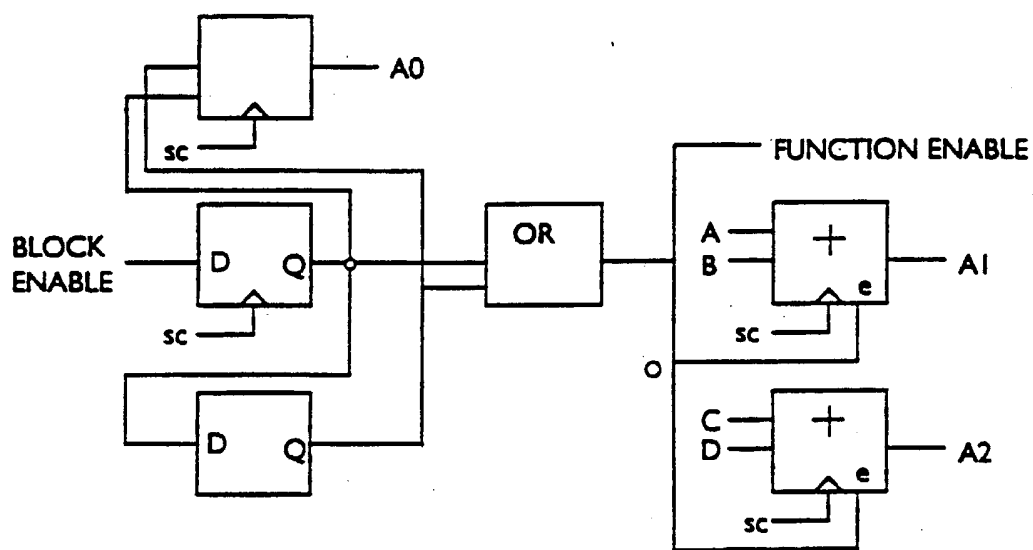 A0
sc
FUNCTION ENABLE
BLOCK
ENABLE
D Q
sc
OR
A
B
+
e
A1
sc
O
D Q
C
D
+
e
A2
sc